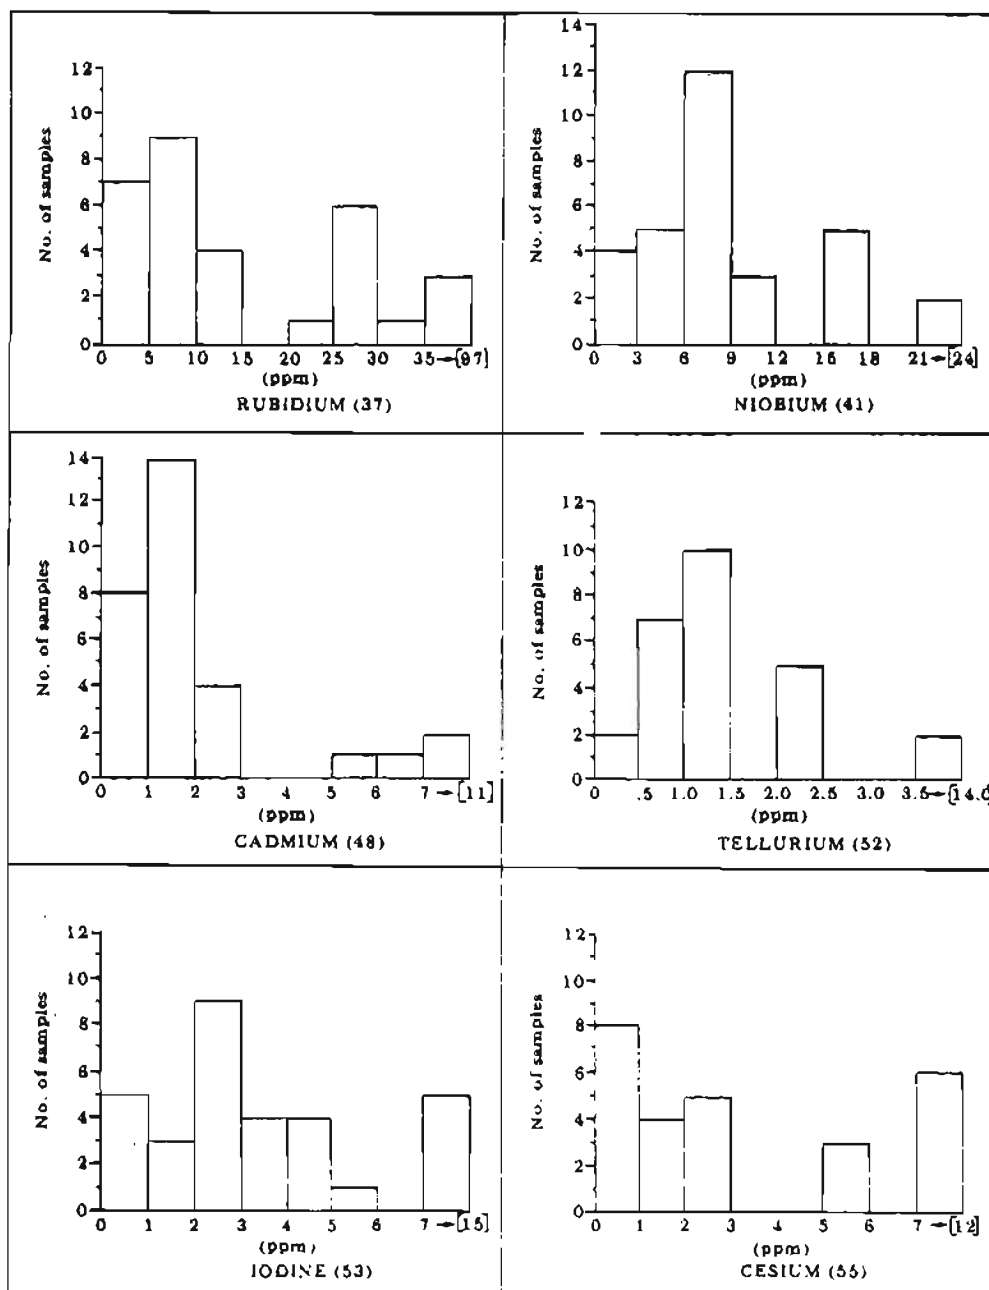 12
10
8
6
4
2
0
No. of samples
0 5 10 15 20 25 30 35→[97]
(ppm)
RUBIDIUM (37)
14
12
10
8
6
4
2
0
No. of samples
0 3 6 9 12 15 18 21→[24]
(ppm)
NIOBIUM (41)
14
12
10
8
6
4
2
0
No. of samples
0 1 2 3 4 5 6 7→[11]
(ppm)
CADMIUM (48)
12
10
8
6
4
2
0
No. of samples
0 .5 1.0 1.5 2.0 2.5 3.0 3.5→[14.0
(ppm)
TELLURIUM (52)
12
10
8
6
4
2
0
No. of samples
0 1 2 3 4 5 6 7→[15]
(ppm)
IODINE (53)
12
10
8
6
4
2
0
No. of samples
0 1 2 3 5 6 7→[12]
(ppm)
CESIUM (55)